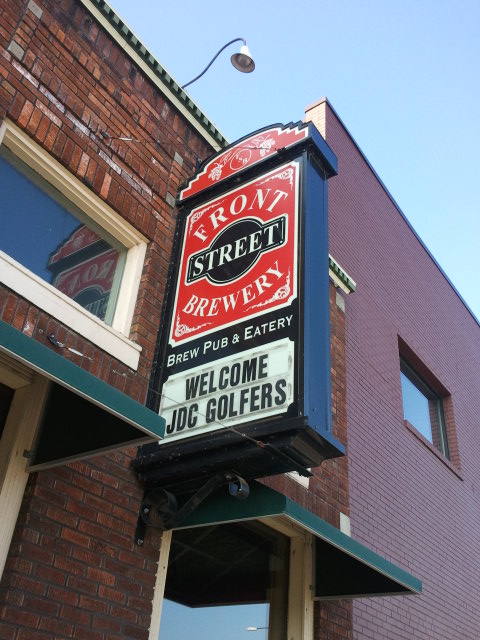 FRONT
STREET
BREWERY
BREW PUB & EATERY
WELCOME
JDC GOLFERS